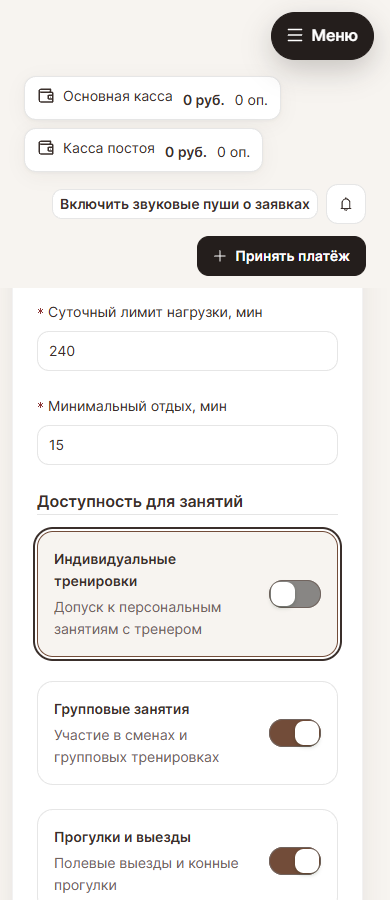 Меню
Основная касса 0 руб. 0 оп.
Касса постоя 0 руб. 0 оп.
Включить звуковые пуши о заявках
Принять платёж
* Суточный лимит нагрузки, мин
240
* Минимальный отдых, мин
15
Доступность для занятий
Индивидуальные
тренировки
Допуск к персональным
занятиям с тренером
Групповые занятия
Участие в сменах и
групповых тренировках
Прогулки и выезды
Полевые выезды и конные
прогулки